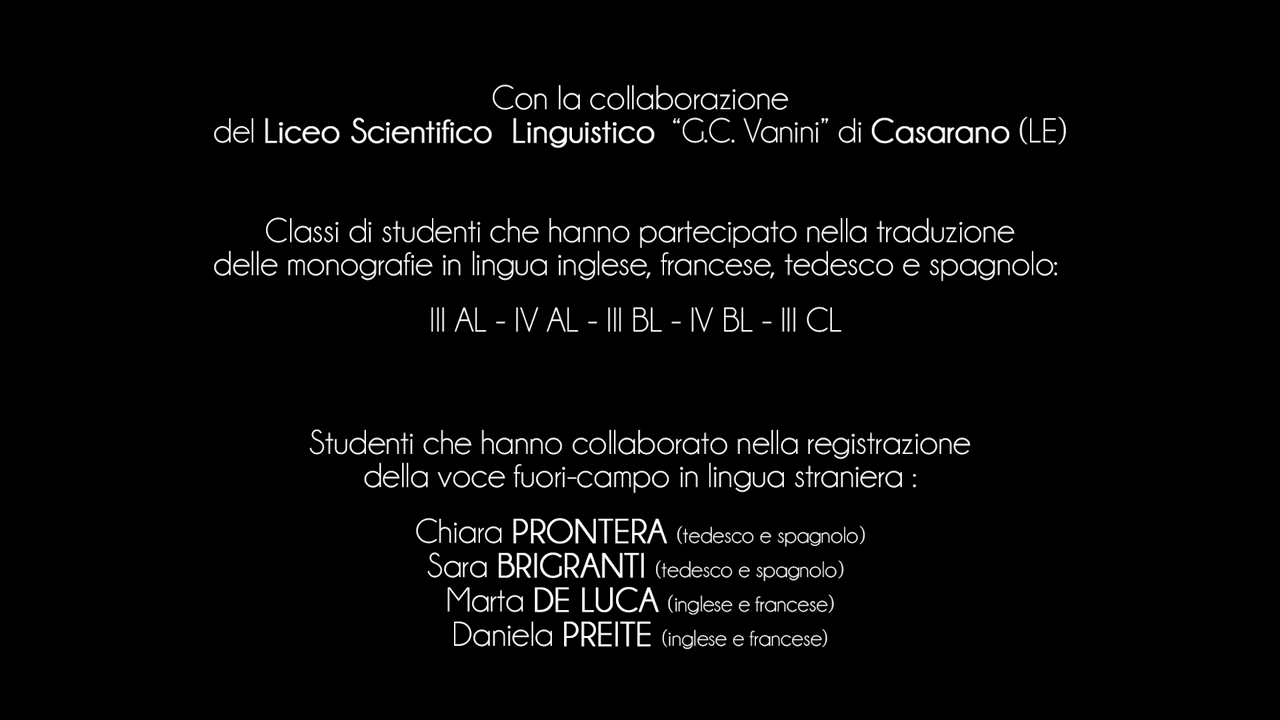 Con la collaborazione
del Liceo Scientifico Linguistico “G.C. Vanini” di Casarano (LE)
Classi di studenti che hanno partecipato nella traduzione
delle monografie in lingua inglese, francese, tedesco e spagnolo:
III AL - IV AL - III BL - IV BL - III CL
Studenti che hanno collaborato nella registrazione
della voce fuori-campo in lingua straniera :
Chiara PRONTERA (tedesco e spagnolo)
Sara BRIGRANTI (tedesco e spagnolo)
Marta DE LUCA (inglese e francese)
Daniela PREITE (inglese e francese)